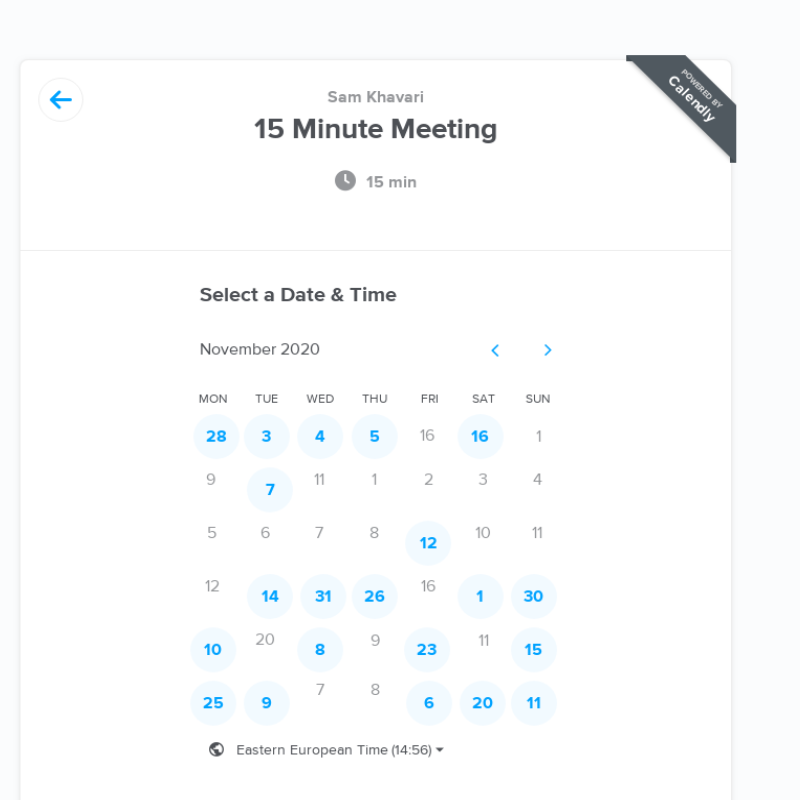 POWERED BY
Calendly
Sam Khavari
15 Minute Meeting
15 min
Select a Date & Time
November 2020
MON TUE WED THU FRI SAT SUN
28 3 4 5 16 16 1
9 7 11 1 2 3 4
5 6 7 8 12 10 11
12 14 31 26 16 1 30
10 20 8 9 23 11 15
25 9 7 8 6 20 11
Eastern European Time (14:56)